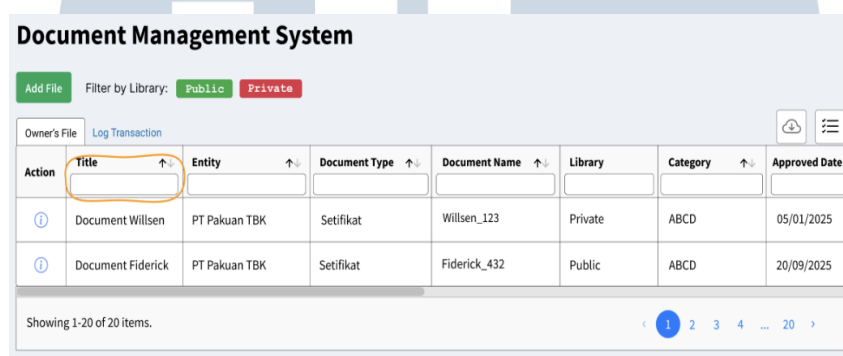 Document Management System
Add File Filter by Library: Public Private
Owner's File Log Transaction
Action Title Entity Document Type Document Name Library Category Approved Date
Document Willsen PT Pakuan TBK Setifikat Willsen_123 Private ABCD 05/01/2025
Document Fiderick PT Pakuan TBK Setifikat Fiderick_432 Public ABCD 20/09/2025
Showing 1-20 of 20 items. ‹ 1 2 3 4 ... 20 ›